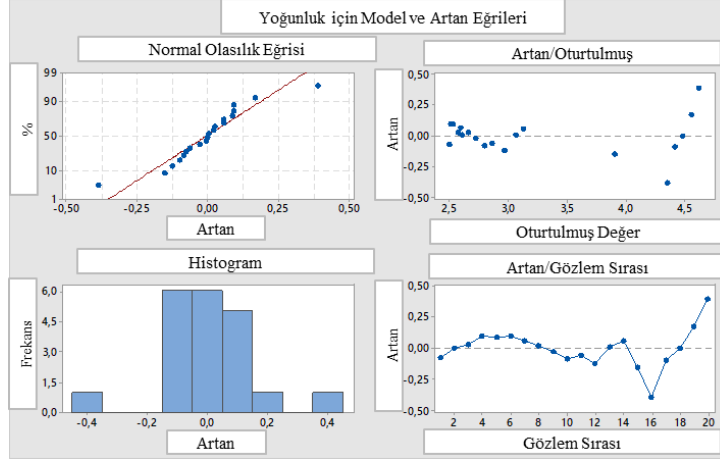 Yoğunluk için Model ve Artan Eğrileri
Normal Olasılık Eğrisi
%
99
90
50
10
1
-0,50 -0,25 0,00 0,25 0,50
Artan
Artan/Oturtulmuş
Artan
0,50
0,25
0,00
-0,25
-0,50
2,5 3,0 3,5 4,0 4,5
Oturtulmuş Değer
Histogram
Frekans
6,0
4,5
3,0
1,5
0,0
-0,4 -0,2 0,0 0,2 0,4
Artan
Artan/Gözlem Sırası
Artan
0,50
0,25
0,00
-0,25
-0,50
2 4 6 8 10 12 14 16 18 20
Gözlem Sırası